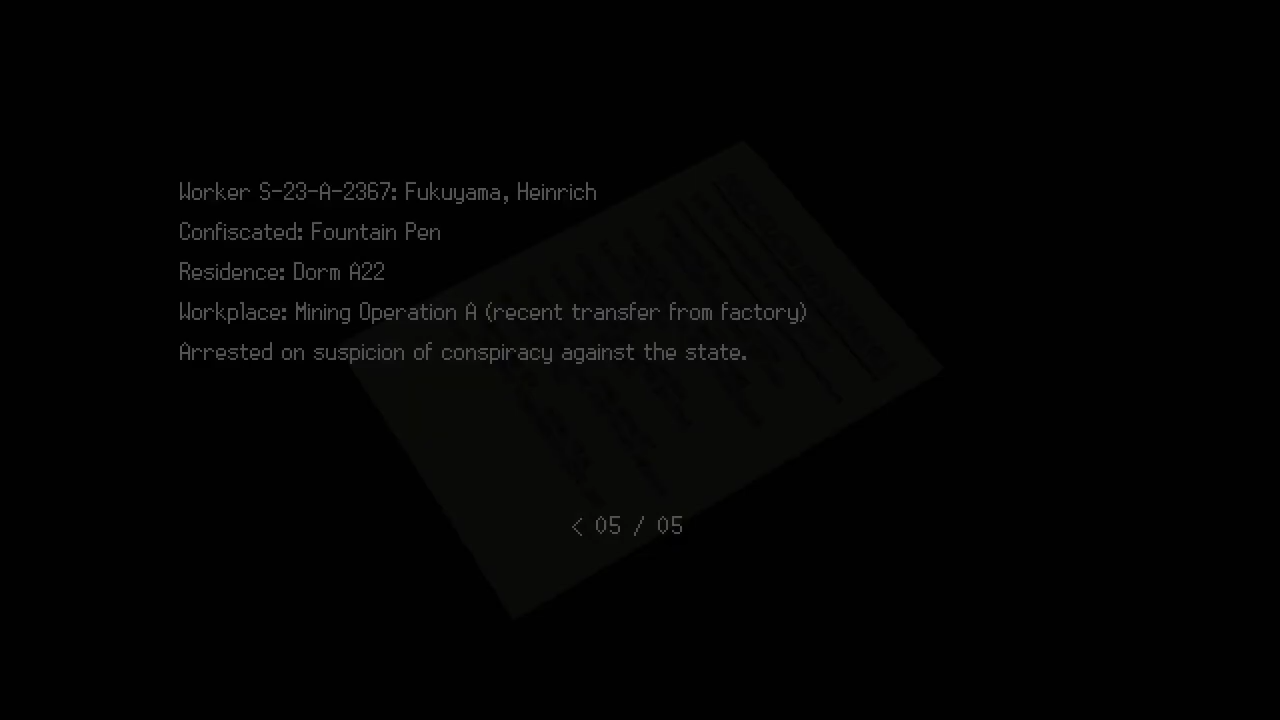 Worker S-23-A-2367: Fukuyama, Heinrich
Confiscated: Fountain Pen
Residence: Dorm A22
Workplace: Mining Operation A (recent transfer from factory)
Arrested on suspicion of conspiracy against the state.
< 05 / 05